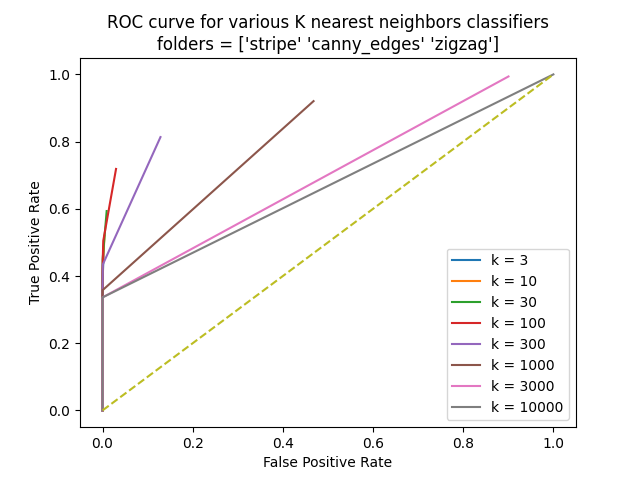 ROC curve for various K nearest neighbors classifiers
folders = ['stripe' 'canny_edges' 'zigzag']
True Positive Rate
1.0
0.8
0.6
0.4
0.2
0.0
k = 3
k = 10
k = 30
k = 100
k = 300
k = 1000
k = 3000
k = 10000
0.0 0.2 0.4 0.6 0.8 1.0
False Positive Rate